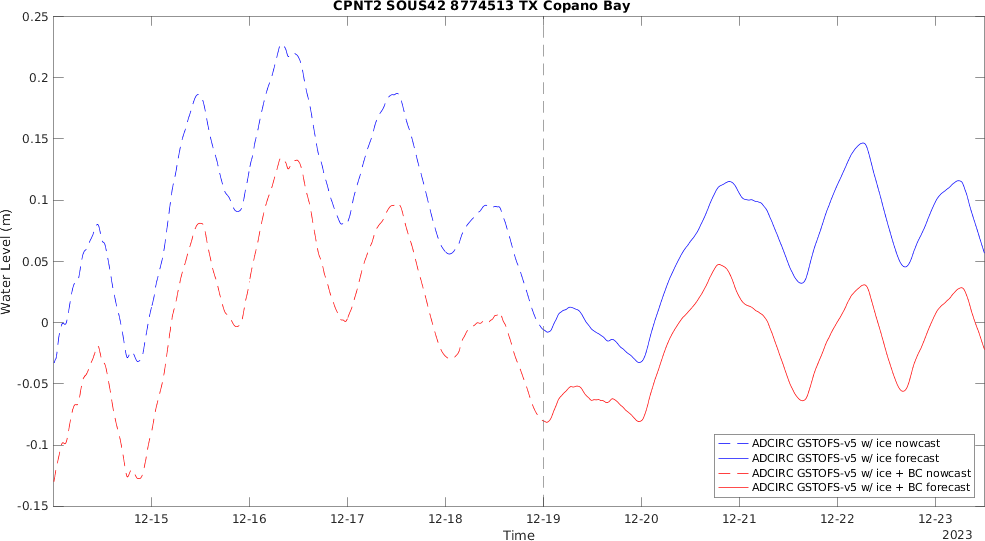 CPNT2 SOUS42 8774513 TX Copano Bay
0.25
0.2
0.15
0.1
0.05
0
-0.05
-0.1
-0.15
Water Level (m)
ADCIRC GSTOFS-v5 w/ ice nowcast
ADCIRC GSTOFS-v5 w/ ice forecast
ADCIRC GSTOFS-v5 w/ ice + BC nowcast
ADCIRC GSTOFS-v5 w/ ice + BC forecast
12-15 12-16 12-17 12-18 12-19 12-20 12-21 12-22 12-23
Time
2023